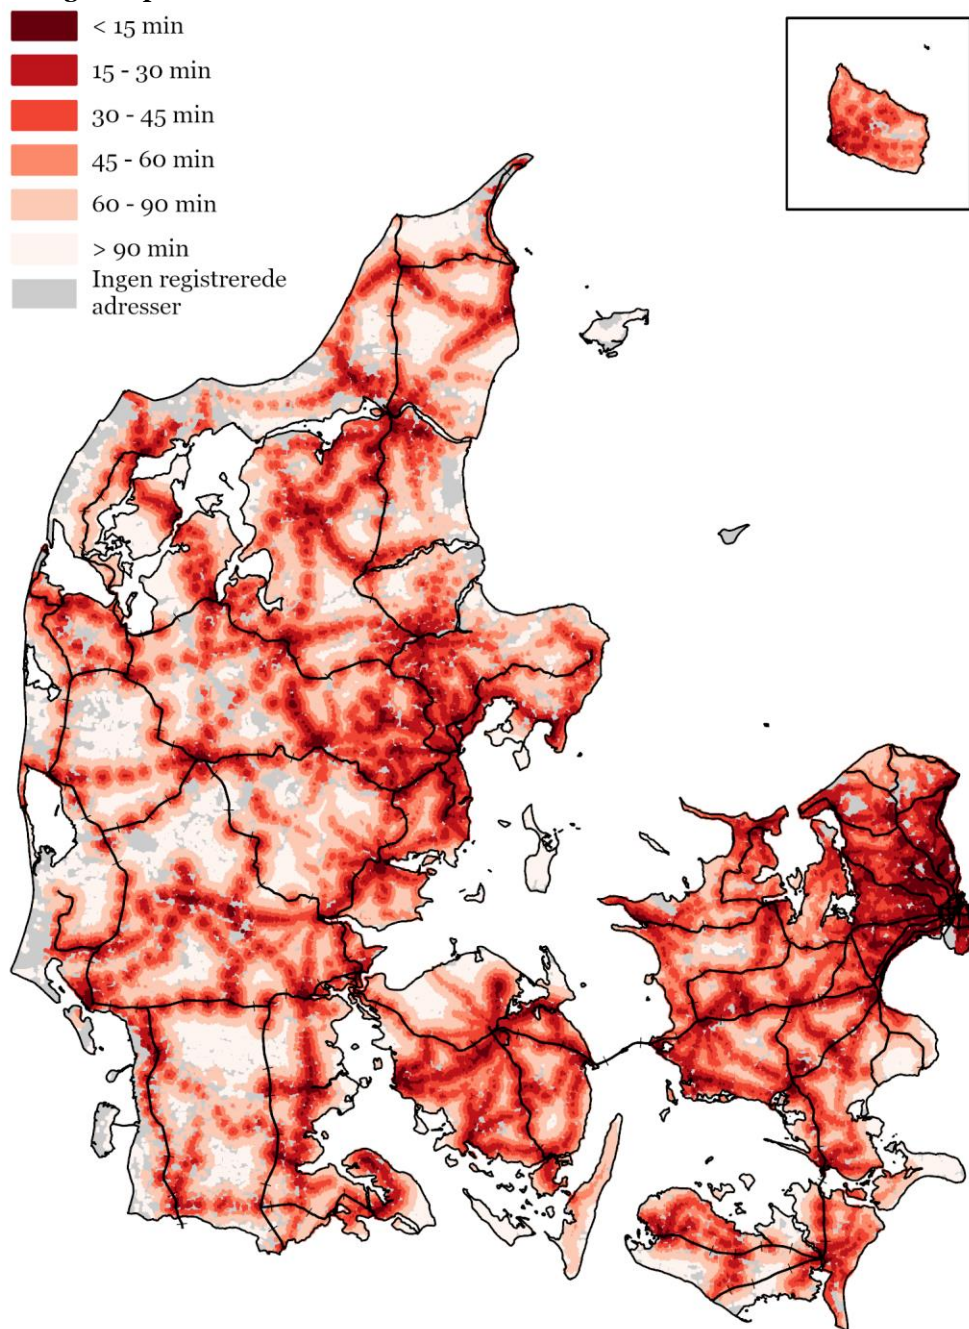 < 15 min
15 - 30 min
30 - 45 min
45 - 60 min
60 - 90 min
> 90 min
Ingen registrerede
adresser